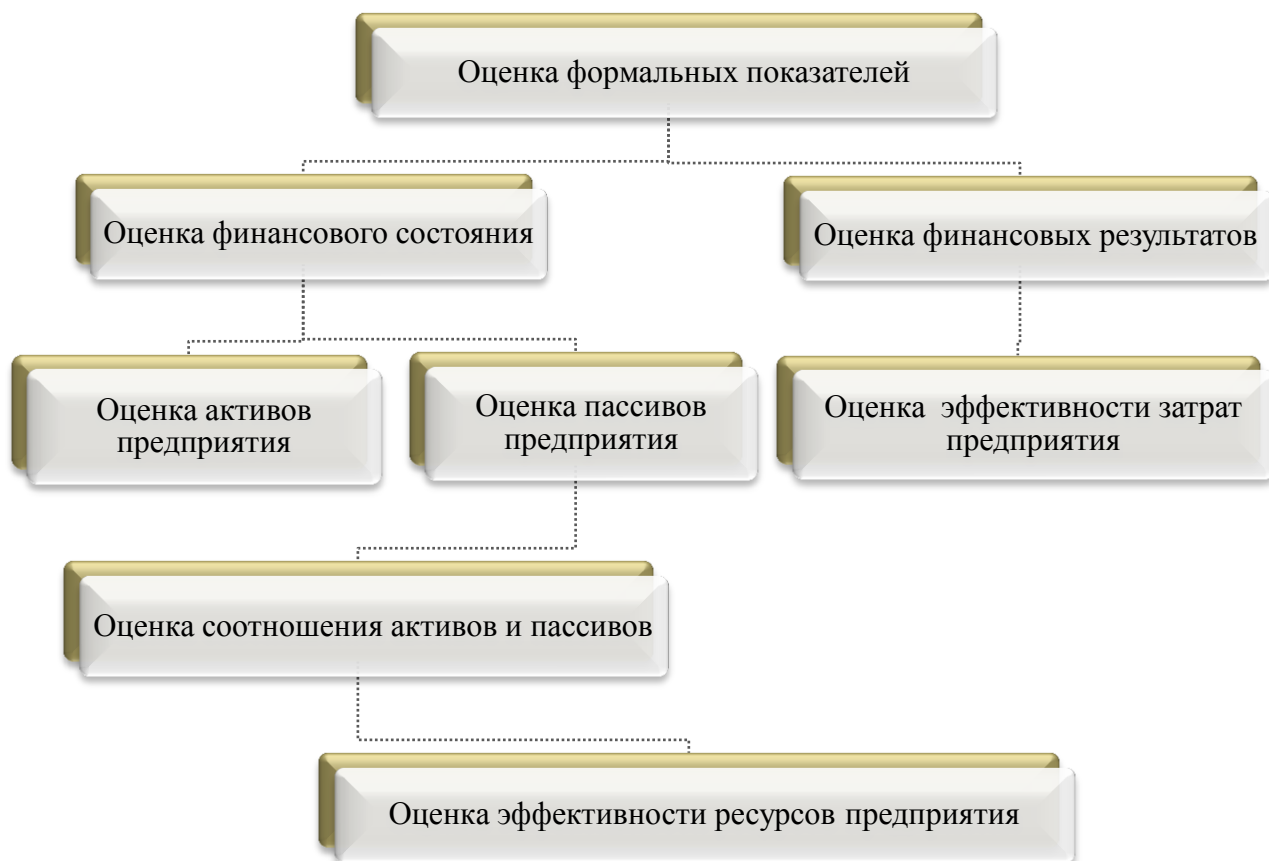 Оценка формальных показателей
Оценка финансового состояния
Оценка финансовых результатов
Оценка активов
предприятия
Оценка пассивов
предприятия
Оценка эффективности затрат
предприятия
Оценка соотношения активов и пассивов
Оценка эффективности ресурсов предприятия